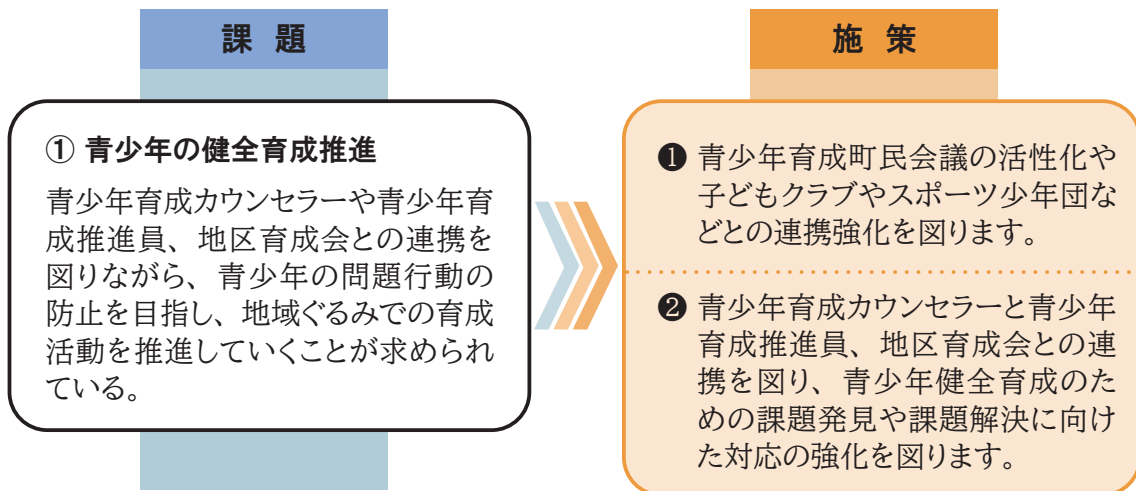 課題
① 青少年の健全育成推進
青少年育成カウンセラーや青少年育
成推進員、地区育成会との連携を
図りながら、青少年の問題行動の
防止を目指し、地域ぐるみでの育成
活動を推進していくことが求められ
ている。
施策
❶ 青少年育成町民会議の活性化や
子どもクラブやスポーツ少年団な
どとの連携強化を図ります。
❷ 青少年育成カウンセラーと青少年
育成推進員、地区育成会との連
携を図り、青少年健全育成のた
めの課題発見や課題解決に向け
た対応の強化を図ります。